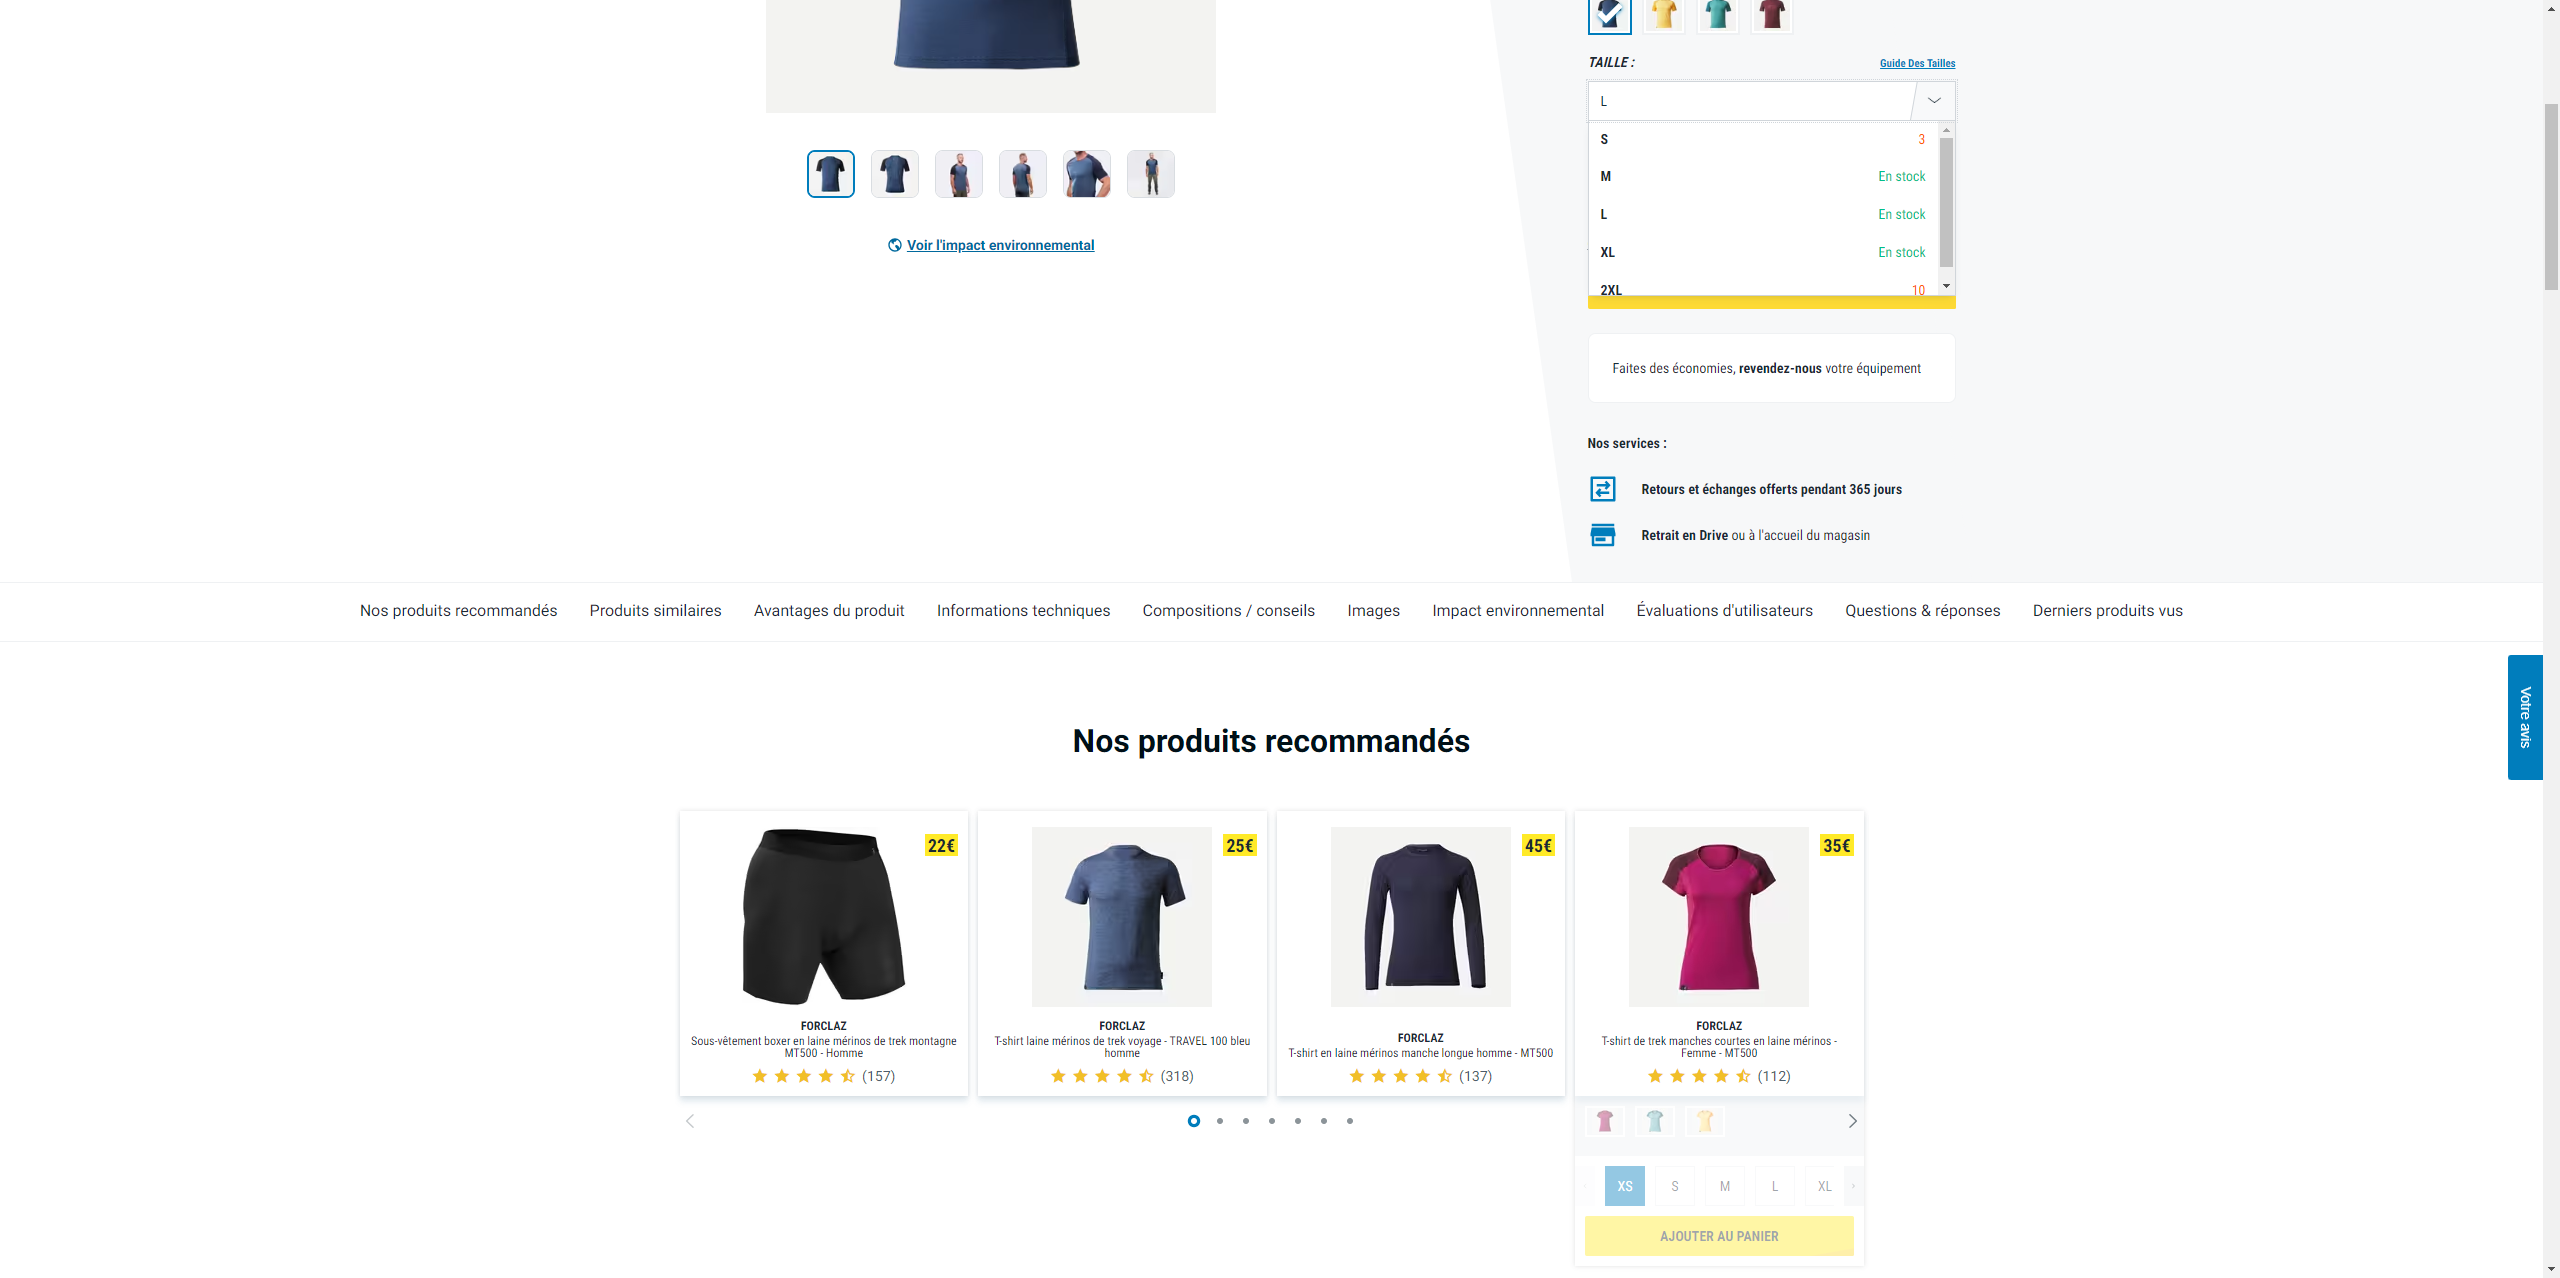 TAILLE :
Guide Des Tailles
L
S 3
M En stock
L En stock
XL En stock
2XL 10
Voir l'impact environnemental
Faites des économies, revendez-nous votre équipement
Nos services :
Retours et échanges offerts pendant 365 jours
Retrait en Drive ou à l'accueil du magasin
Nos produits recommandés Produits similaires Avantages du produit Informations techniques Compositions / conseils Images Impact environnemental Évaluations d'utilisateurs Questions & réponses Derniers produits vus
Votre avis
Nos produits recommandés
22€
FORCLAZ
Sous-vêtement boxer en laine mérinos de trek montagne
MT500 - Homme
(157)
25€
FORCLAZ
T-shirt laine mérinos de trek voyage - TRAVEL 100 bleu
homme
(318)
45€
FORCLAZ
T-shirt en laine mérinos manche longue homme - MT500
(137)
35€
FORCLAZ
T-shirt de trek manches courtes en laine mérinos -
Femme - MT500
(112)
XS S M L XL
AJOUTER AU PANIER